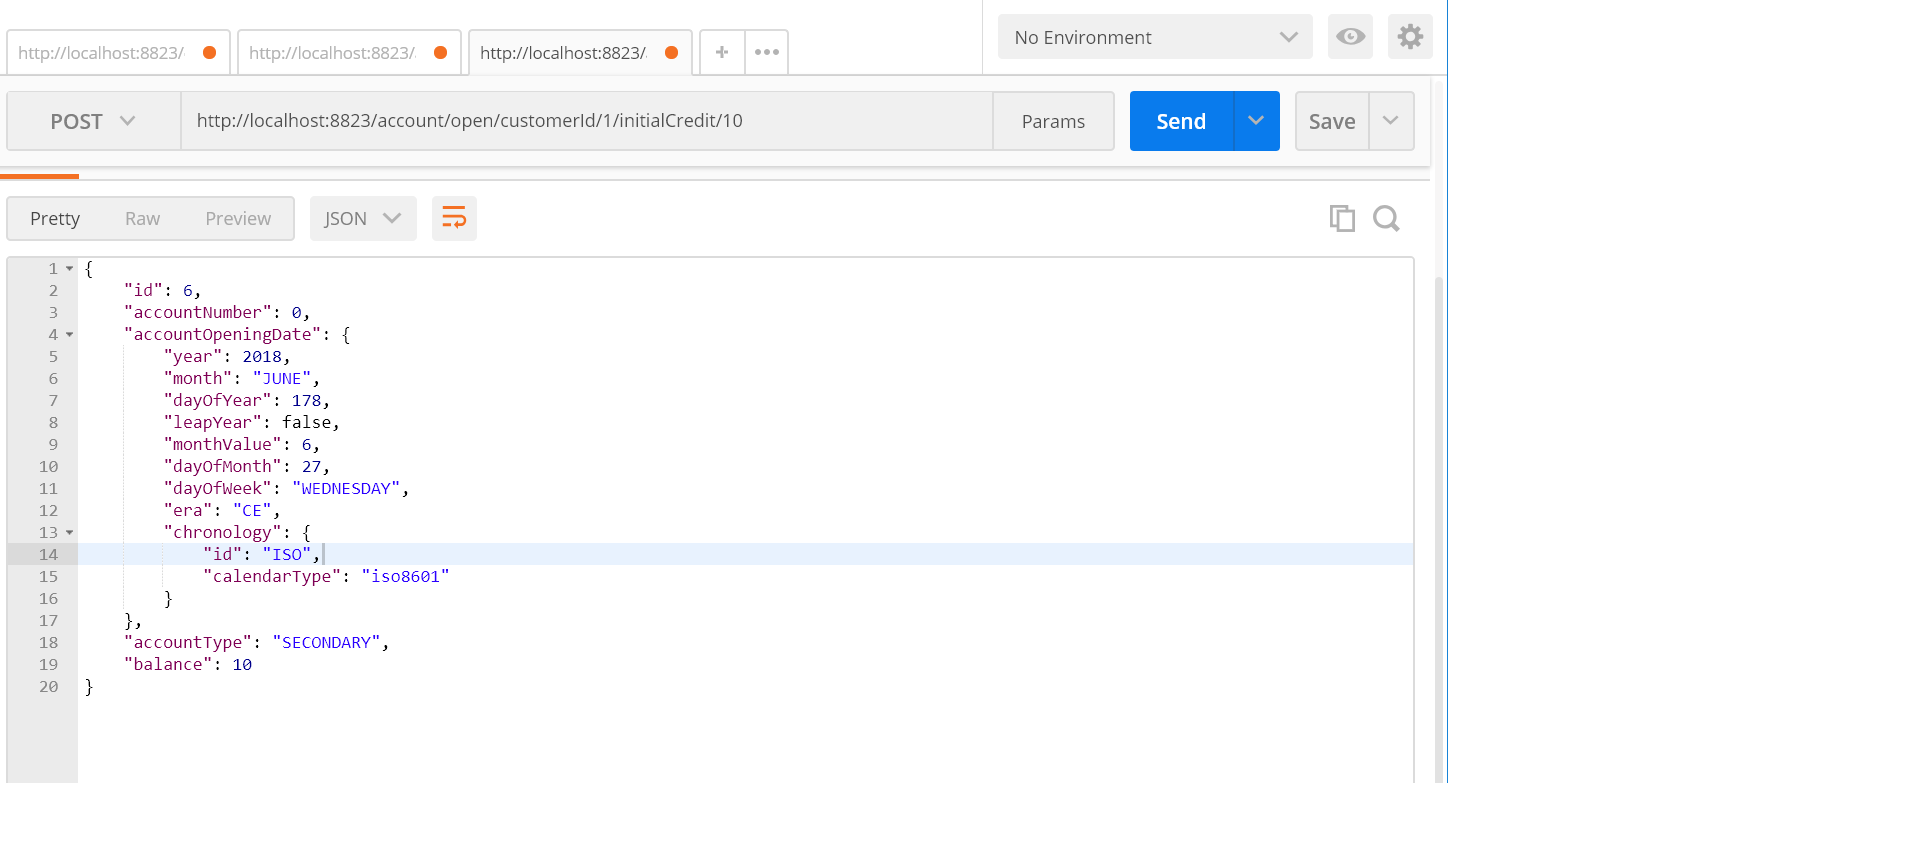 http://localhost:8823/ http://localhost:8823/ http://localhost:8823/ + ••• No Environment
POST http://localhost:8823/account/open/customerId/1/initialCredit/10 Params Send Save
Pretty Raw Preview JSON
1 {
2 "id": 6,
3 "accountNumber": 0,
4 "accountOpeningDate": {
5 "year": 2018,
6 "month": "JUNE",
7 "dayOfYear": 178,
8 "leapYear": false,
9 "monthValue": 6,
10 "dayOfMonth": 27,
11 "dayOfWeek": "WEDNESDAY",
12 "era": "CE",
13 "chronology": {
14 "id": "ISO",
15 "calendarType": "iso8601"
16 }
17 },
18 "accountType": "SECONDARY",
19 "balance": 10
20 }